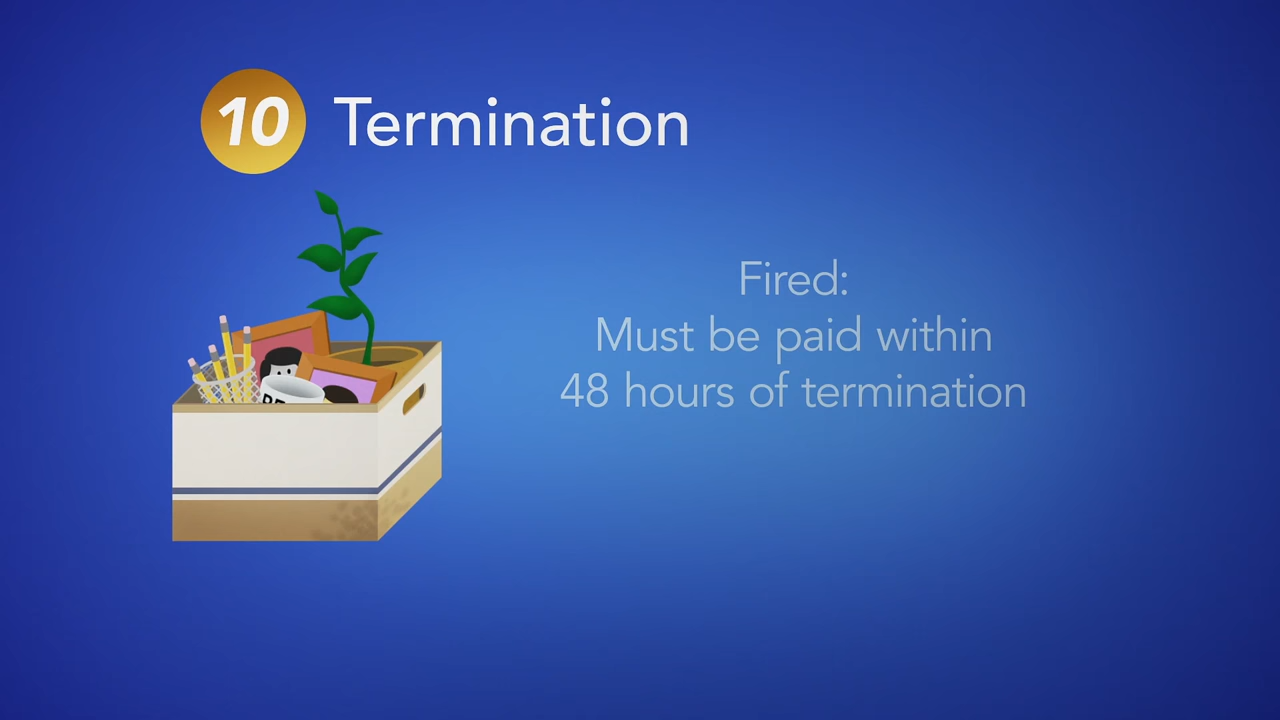 10 Termination
Fired:
Must be paid within
48 hours of termination